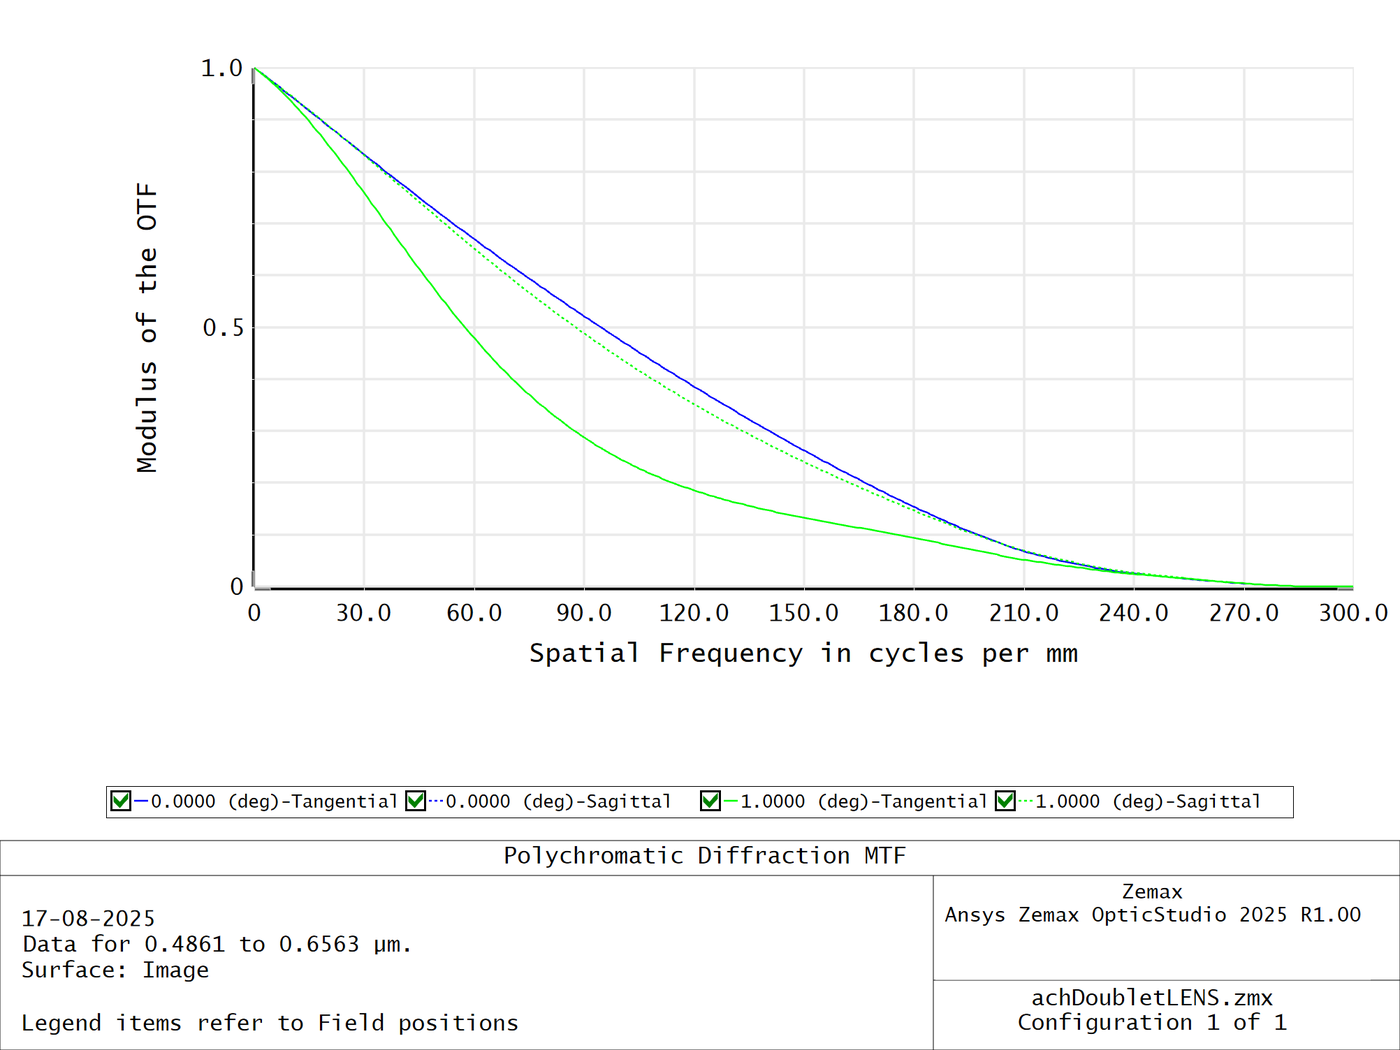 1.0
0.5
0
Modulus of the OTF
0 30.0 60.0 90.0 120.0 150.0 180.0 210.0 240.0 270.0 300.0
Spatial Frequency in cycles per mm
0.0000 (deg)-Tangential 0.0000 (deg)-Sagittal 1.0000 (deg)-Tangential 1.0000 (deg)-Sagittal
Polychromatic Diffraction MTF
17-08-2025
Data for 0.4861 to 0.6563 µm.
Surface: Image
Legend items refer to Field positions
Zemax
Ansys Zemax OpticStudio 2025 R1.00
achDoubletLENS.zmx
Configuration 1 of 1